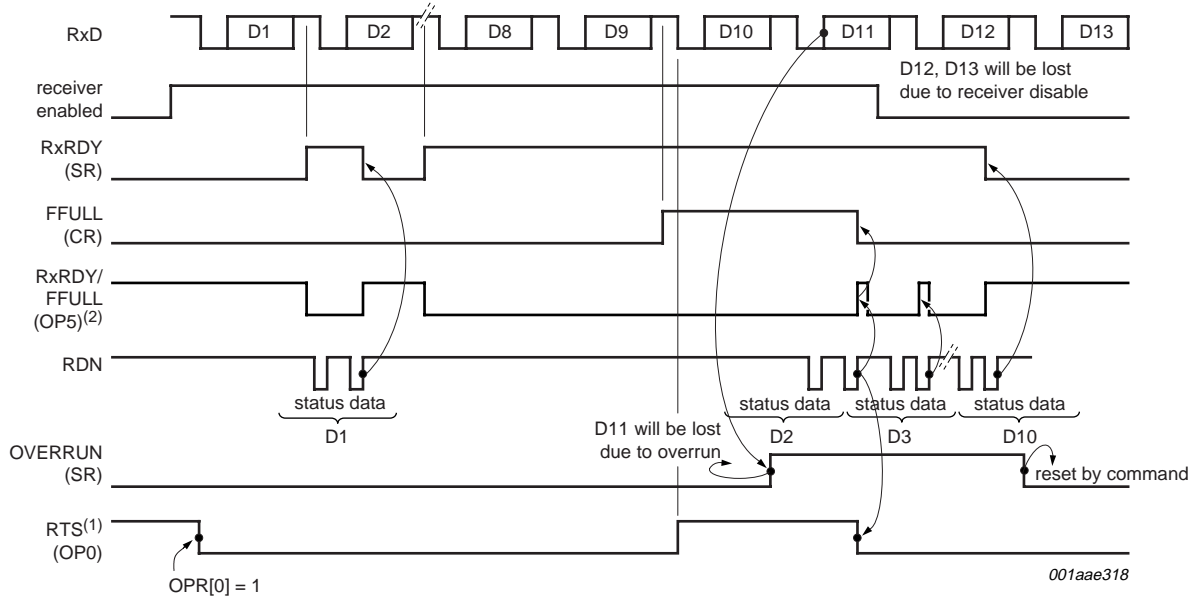 RxD
D1
D2
D8
D9
D10
D11
D12
D13
D12, D13 will be lost
due to receiver disable
receiver
enabled
RxRDY
(SR)
FFULL
(CR)
RxRDY/
FFULL
(OP5)(2)
RDN
status data
D1
status data
D2
status data
D3
status data
D10
D11 will be lost
due to overrun
OVERRUN
(SR)
reset by command
RTS(1)
(OP0)
OPR[0] = 1
001aae318